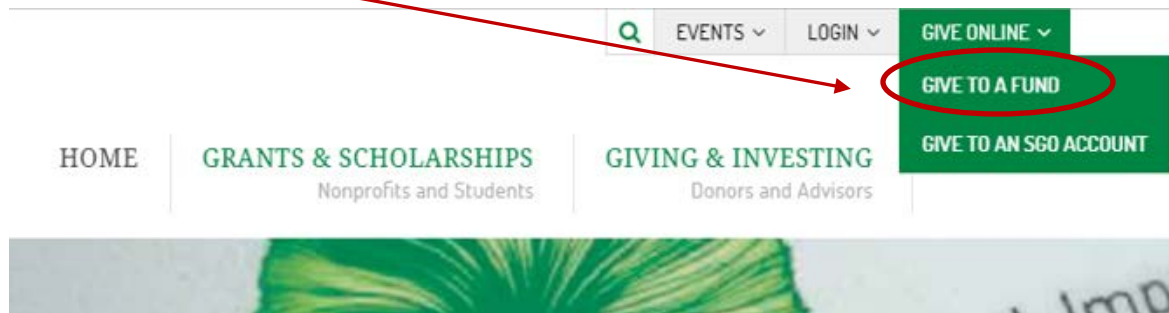 EVENTS LOGIN GIVE ONLINE
GIVE TO A FUND
GIVE TO AN SGO ACCOUNT
HOME GRANTS & SCHOLARSHIPS GIVING & INVESTING
Nonprofits and Students Donors and Advisors